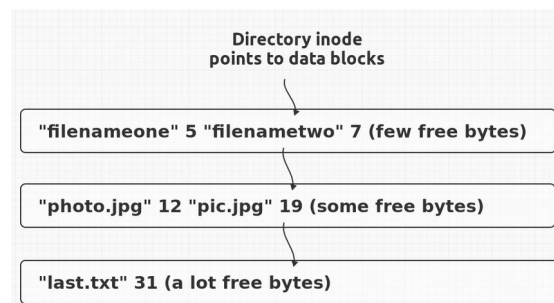 Directory inode
points to data blocks
"filenameone" 5 "filenametwo" 7 (few free bytes)
"photo.jpg" 12 "pic.jpg" 19 (some free bytes)
"last.txt" 31 (a lot free bytes)